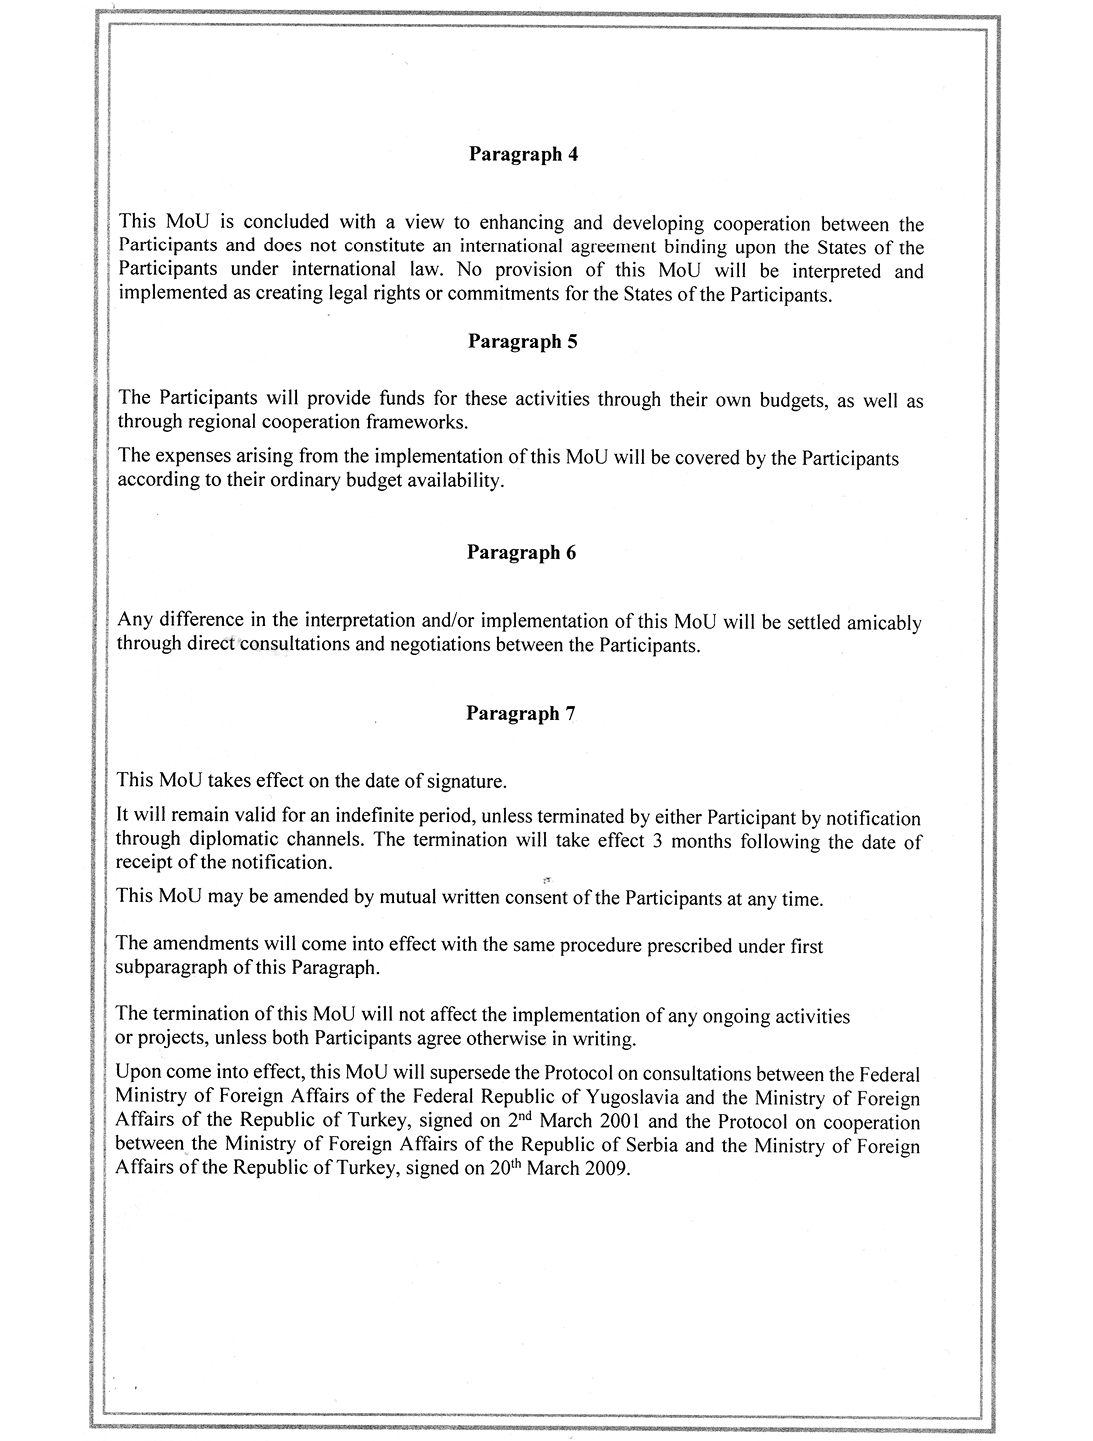 Paragraph 4
This MoU is concluded with a view to enhancing and developing cooperation between the
Participants and does not constitute an international agreement binding upon the States of the
Participants under international law. No provision of this MoU will be interpreted and
implemented as creating legal rights or commitments for the States of the Participants.
Paragraph 5
The Participants will provide funds for these activities through their own budgets, as well as
through regional cooperation frameworks.
The expenses arising from the implementation of this MoU will be covered by the Participants
according to their ordinary budget availability.
Paragraph 6
Any difference in the interpretation and/or implementation of this MoU will be settled amicably
through direct consultations and negotiations between the Participants.
Paragraph 7
This MoU takes effect on the date of signature.
It will remain valid for an indefinite period, unless terminated by either Participant by notification
through diplomatic channels. The termination will take effect 3 months following the date of
receipt of the notification.
This MoU may be amended by mutual written consent of the Participants at any time.
The amendments will come into effect with the same procedure prescribed under first
subparagraph of this Paragraph.
The termination of this MoU will not affect the implementation of any ongoing activities
or projects, unless both Participants agree otherwise in writing.
Upon come into effect, this MoU will supersede the Protocol on consultations between the Federal
Ministry of Foreign Affairs of the Federal Republic of Yugoslavia and the Ministry of Foreign
Affairs of the Republic of Turkey, signed on 2nd March 2001 and the Protocol on cooperation
between the Ministry of Foreign Affairs of the Republic of Serbia and the Ministry of Foreign
Affairs of the Republic of Turkey, signed on 20th March 2009.